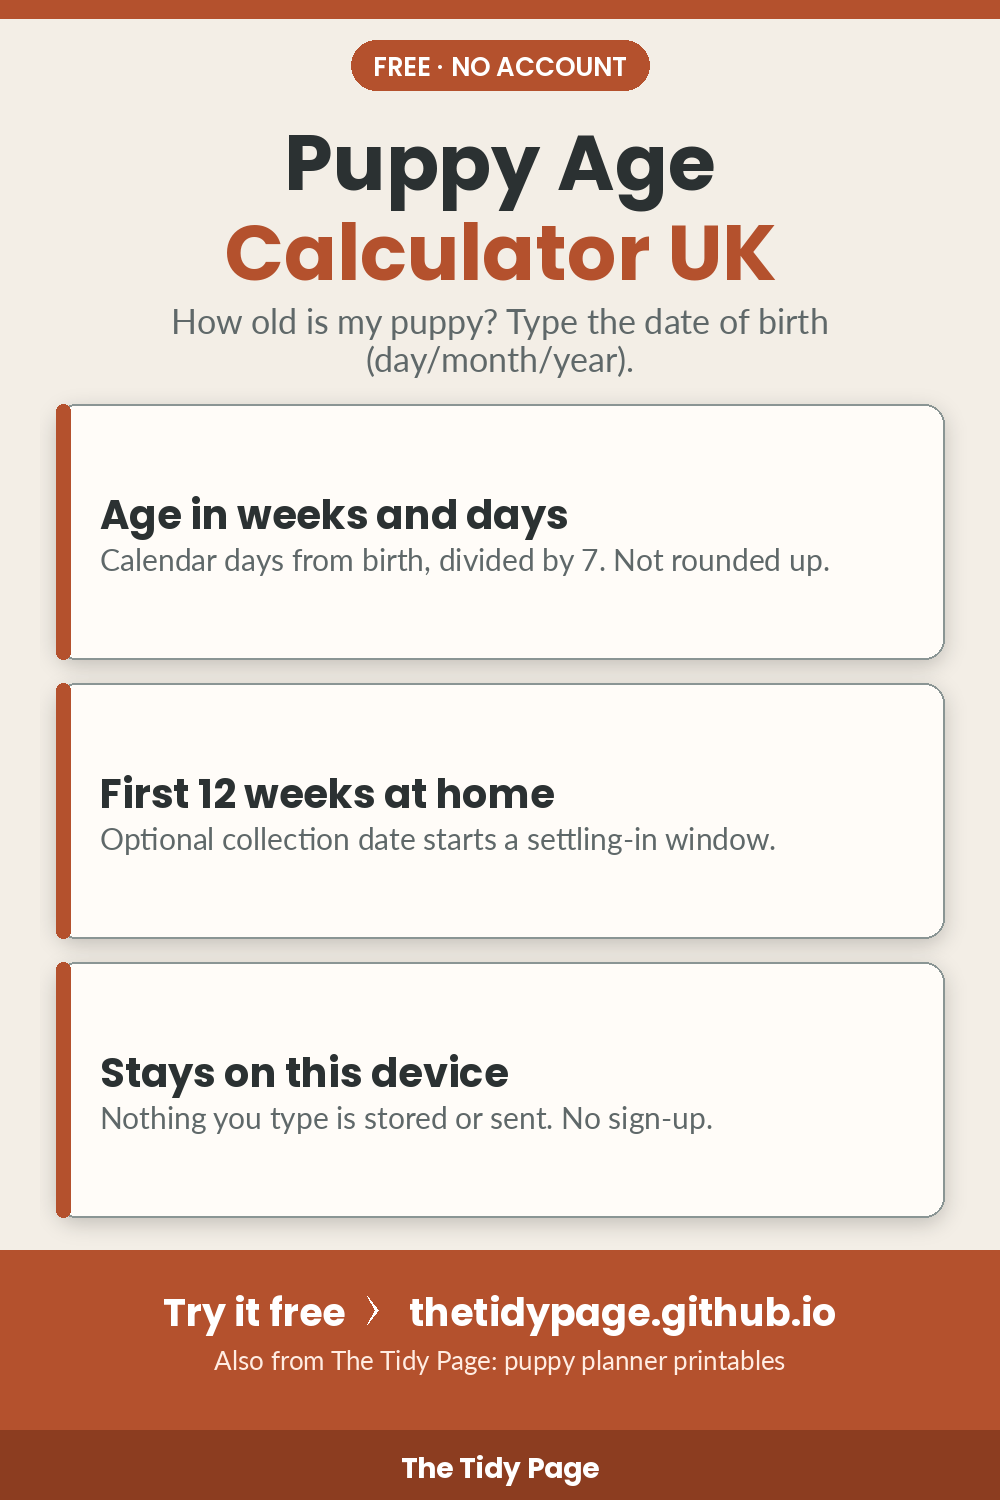 FREE · NO ACCOUNT
Puppy Age
Calculator UK
How old is my puppy? Type the date of birth
(day/month/year).
Age in weeks and days
Calendar days from birth, divided by 7. Not rounded up.
First 12 weeks at home
Optional collection date starts a settling-in window.
Stays on this device
Nothing you type is stored or sent. No sign-up.
Try it free › thetidypage.github.io
Also from The Tidy Page: puppy planner printables
The Tidy Page